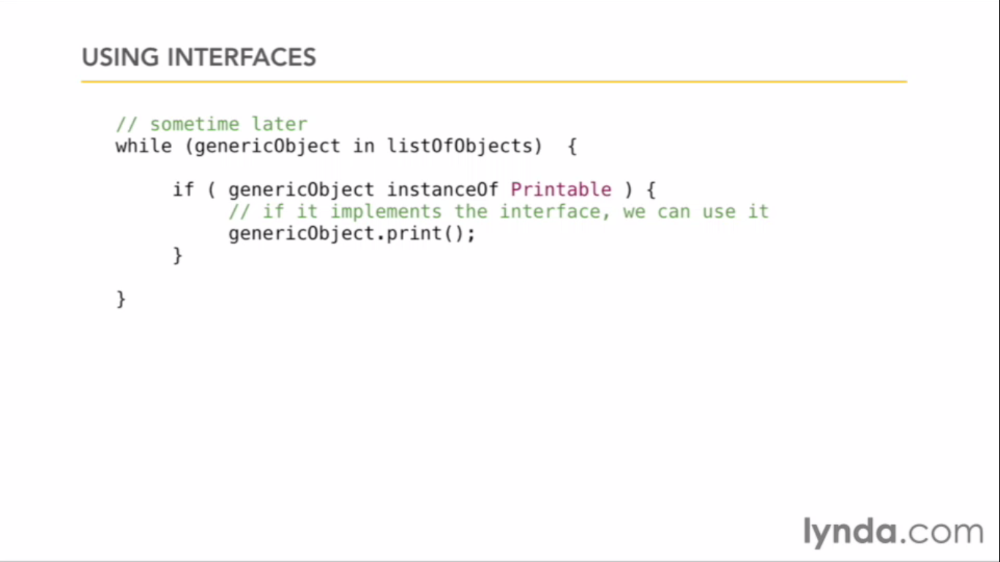 USING INTERFACES
// sometime later
while (genericObject in listOfObjects)  {
if ( genericObject instanceOf Printable ) {
// if it implements the interface, we can use it
genericObject.print();
}
}
lynda.com